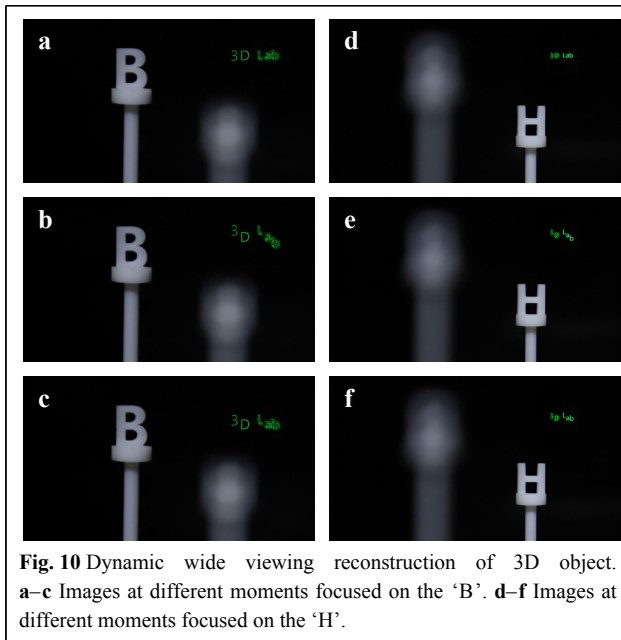 a
B
3D Lab
d
3D Lab
H
b
B
3D Lab
e
3D Lab
H
c
B
3D Lab
f
3D Lab
H
Fig. 10 Dynamic wide viewing reconstruction of 3D object.
a–c Images at different moments focused on the ‘B’. d–f Images at
different moments focused on the ‘H’.